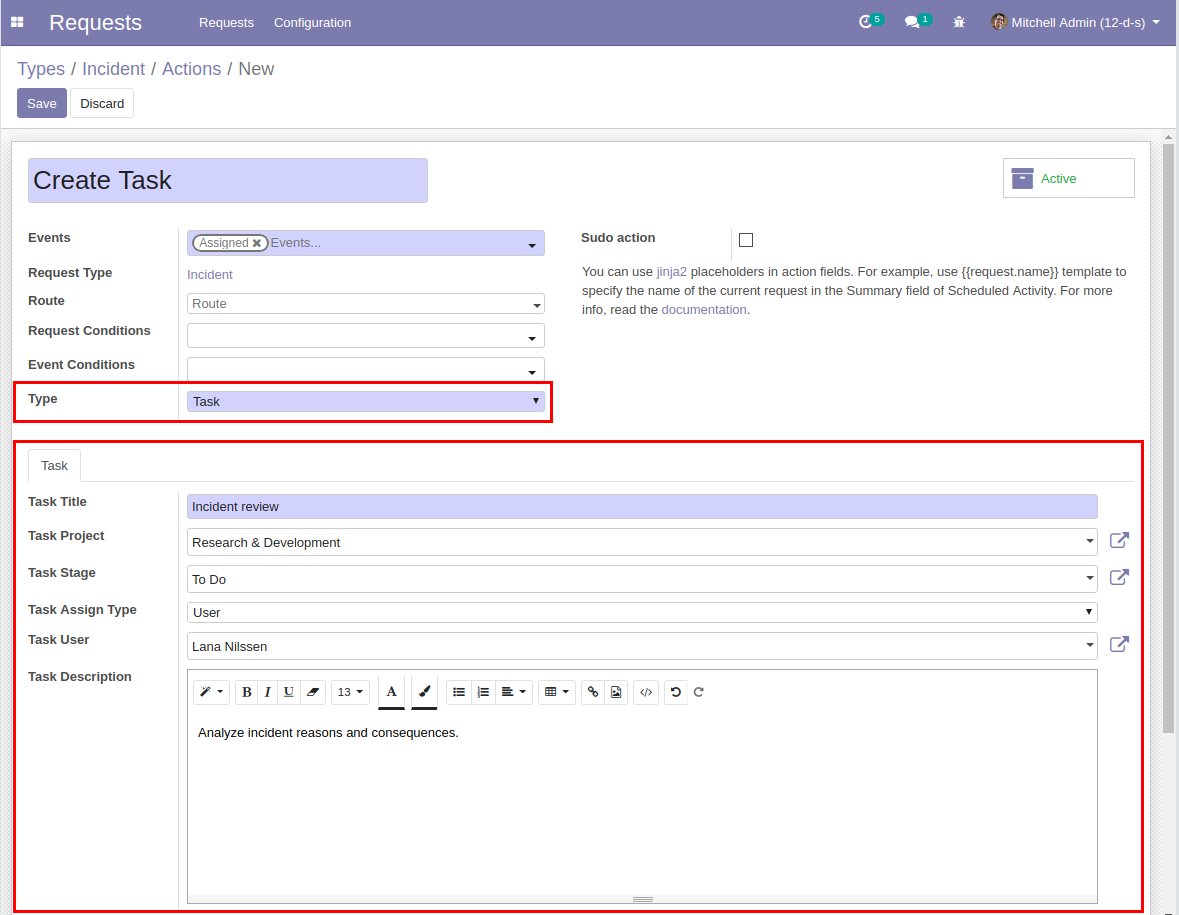 Requests Requests Configuration 5 1 Mitchell Admin (12-d-s)
Types / Incident / Actions / New
Save Discard
Create Task
Active
Events Assigned ✖ Events...
Sudo action
Request Type Incident
You can use jinja2 placeholders in action fields. For example, use {{request.name}} template to
specify the name of the current request in the Summary field of Scheduled Activity. For more
info, read the documentation.
Route Route
Request Conditions
Event Conditions
Type Task
Task
Task Title Incident review
Task Project Research & Development
Task Stage To Do
Task Assign Type User
Task User Lana Nilssen
Task Description
B I U 13 A </>
Analyze incident reasons and consequences.